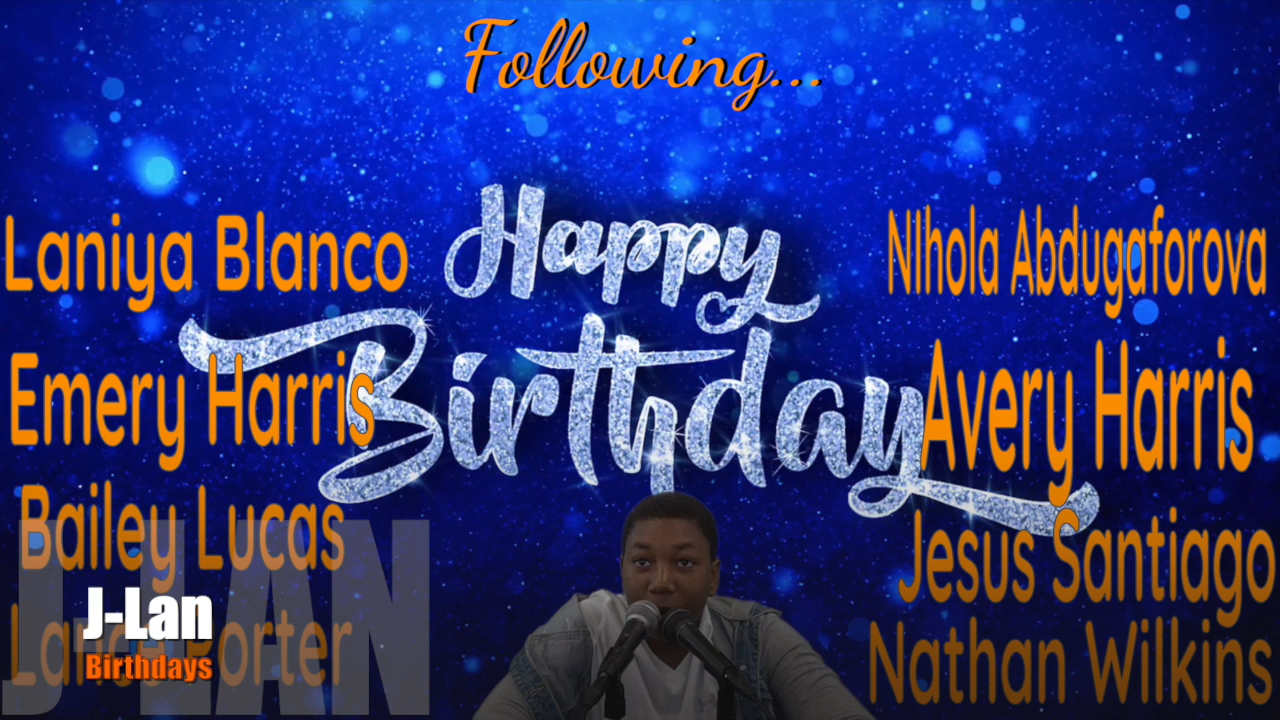 Following...
Happy
Birthday
Laniya Blanco
Emery Harris
Bailey Lucas
NIhola Abdugaforova
Avery Harris
Jesus Santiago
Nathan Wilkins
J-LAN
J-Lan
Birthdays